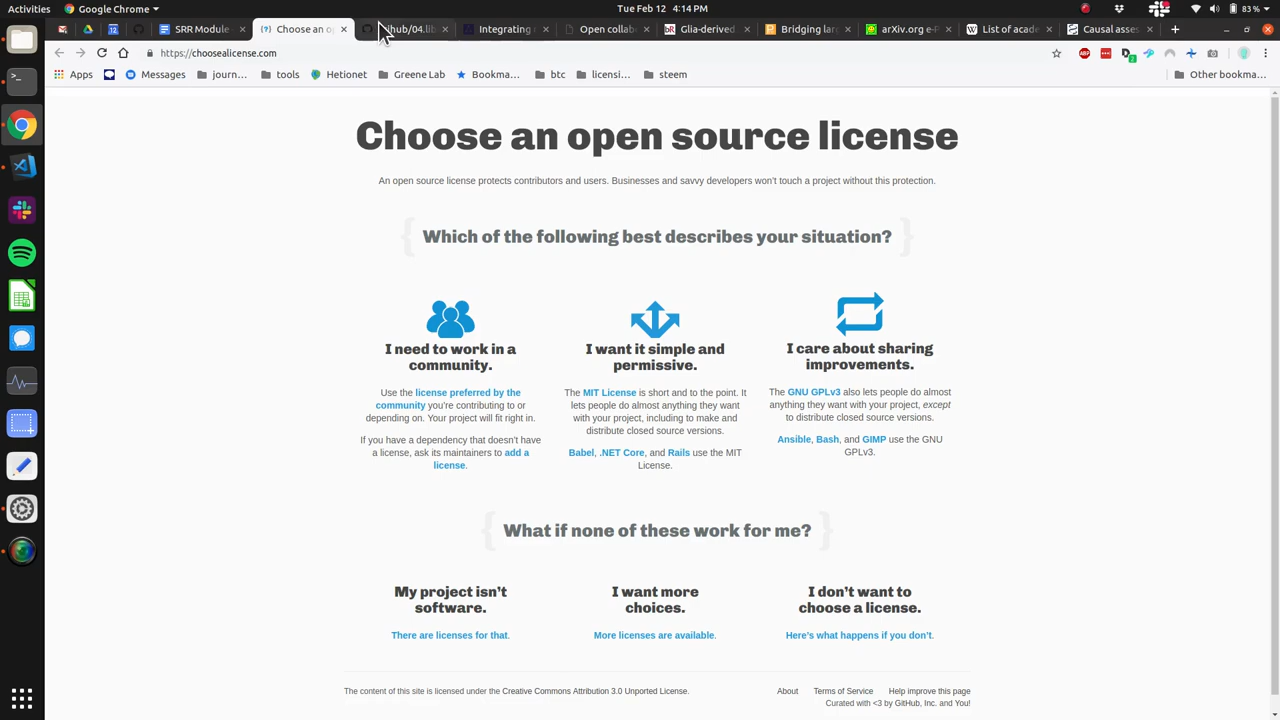 Activities Google Chrome Tue Feb 12 4:14 PM 83 %
SRR Module Choose an op hub/04.lib Integrating Open collab Glia-derived Bridging lar arXiv.org e-P List of acade Causal asses
https://choosealicense.com
Apps Messages journ... tools Hetionet Greene Lab Bookma... btc licensi... steem Other bookma...
Choose an open source license
An open source license protects contributors and users. Businesses and savvy developers won't touch a project without this protection.
{ Which of the following best describes your situation? }
I need to work in a
community.
Use the license preferred by the
community you're contributing to or
depending on. Your project will fit right in.
If you have a dependency that doesn't have
a license, ask its maintainers to add a
license.
I want it simple and
permissive.
The MIT License is short and to the point. It
lets people do almost anything they want
with your project, including to make and
distribute closed source versions.
Babel, .NET Core, and Rails use the MIT
License.
I care about sharing
improvements.
The GNU GPLv3 also lets people do almost
anything they want with your project, except
to distribute closed source versions.
Ansible, Bash, and GIMP use the GNU
GPLv3.
{ What if none of these work for me? }
My project isn't
software.
There are licenses for that.
I want more
choices.
More licenses are available.
I don't want to
choose a license.
Here's what happens if you don't.
The content of this site is licensed under the Creative Commons Attribution 3.0 Unported License.
About Terms of Service Help improve this page
Curated with <3 by GitHub, Inc. and You!